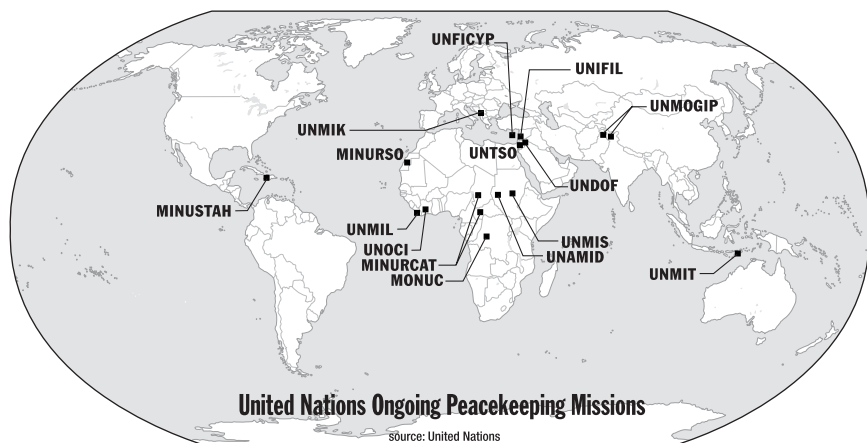 UNFICYP
UNIFIL
UNMOGIP
UNMIK
MINURSO
UNTSO
UNDOF
MINUSTAH
UNMIL
UNOCI
UNMIS
MINURCAT
UNAMID
MONUC
UNMIT
United Nations Ongoing Peacekeeping Missions
source: United Nations